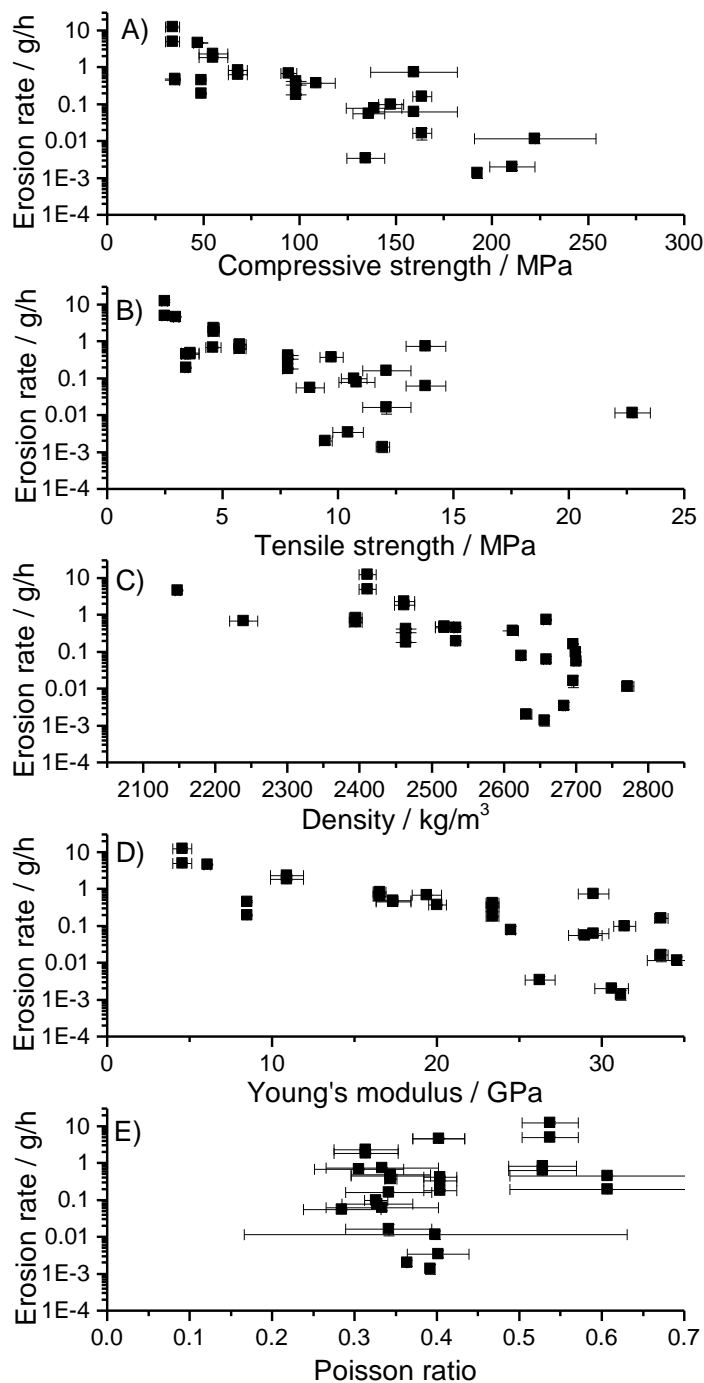 A)
Erosion rate / g/h
10
1
0.1
0.01
1E-3
1E-4
0 50 100 150 200 250 300
Compressive strength / MPa
B)
Erosion rate / g/h
10
1
0.1
0.01
1E-3
1E-4
5 10 15 20 25
Tensile strength / MPa
C)
Erosion rate / g/h
10
1
0.1
0.01
1E-3
1E-4
2100 2200 2300 2400 2500 2600 2700 2800
Density / kg/m³
D)
Erosion rate / g/h
10
1
0.1
0.01
1E-3
1E-4
0 10 20 30
Young's modulus / GPa
E)
Erosion rate / g/h
10
1
0.1
0.01
1E-3
1E-4
0.0 0.1 0.2 0.3 0.4 0.5 0.6 0.7
Poisson ratio